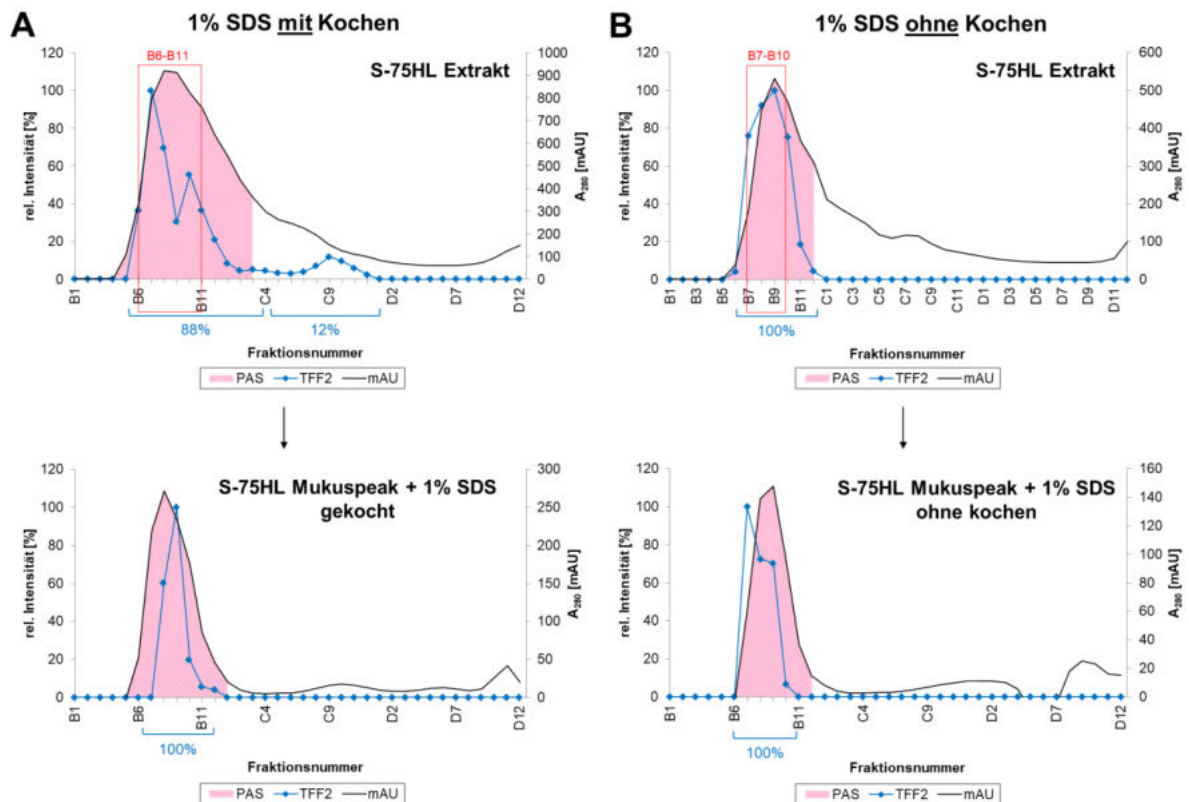 A
1% SDS mit Kochen
B6-B11
S-75HL Extrakt
120
100
80
60
40
20
0
rel. Intensität [%]
1000
900
800
700
600
500
400
300
200
100
0
A280 [mAU]
B1
B6
B11
C4
C9
D2
D7
D12
88%
12%
Fraktionsnummer
PAS TFF2 mAU
B
1% SDS ohne Kochen
B7-B10
S-75HL Extrakt
120
100
80
60
40
20
0
rel. Intensität [%]
600
500
400
300
200
100
0
A280 [mAU]
B1
B3
B5
B7
B9
B11
C1
C3
C5
C7
C9
C11
D1
D3
D5
D7
D9
D11
100%
Fraktionsnummer
PAS TFF2 mAU
S-75HL Mukuspeak + 1% SDS
gekocht
120
100
80
60
40
20
0
rel. Intensität [%]
300
250
200
150
100
50
0
A280 [mAU]
B1
B6
B11
C4
C9
D2
D7
D12
100%
Fraktionsnummer
PAS TFF2 mAU
S-75HL Mukuspeak + 1% SDS
ohne kochen
120
100
80
60
40
20
0
rel. Intensität [%]
160
140
120
100
80
60
40
20
0
A280 [mAU]
B1
B6
B11
C4
C9
D2
D7
D12
100%
Fraktionsnummer
PAS TFF2 mAU